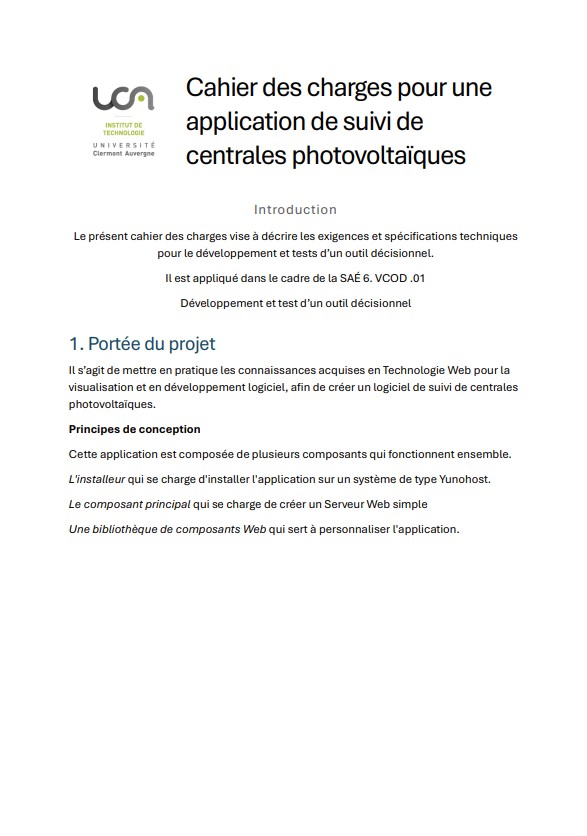 uca
INSTITUT DE
TECHNOLOGIE
UNIVERSITÉ
Clermont Auvergne
Cahier des charges pour une
application de suivi de
centrales photovoltaïques
Introduction
Le présent cahier des charges vise à décrire les exigences et spécifications techniques
pour le développement et tests d’un outil décisionnel.
Il est appliqué dans le cadre de la SAÉ 6. VCOD .01
Développement et test d’un outil décisionnel
1. Portée du projet
Il s’agit de mettre en pratique les connaissances acquises en Technologie Web pour la
visualisation et en développement logiciel, afin de créer un logiciel de suivi de centrales
photovoltaïques.
Principes de conception
Cette application est composée de plusieurs composants qui fonctionnent ensemble.
L'installeur qui se charge d'installer l'application sur un système de type Yunohost.
Le composant principal qui se charge de créer un Serveur Web simple
Une bibliothèque de composants Web qui sert à personnaliser l'application.